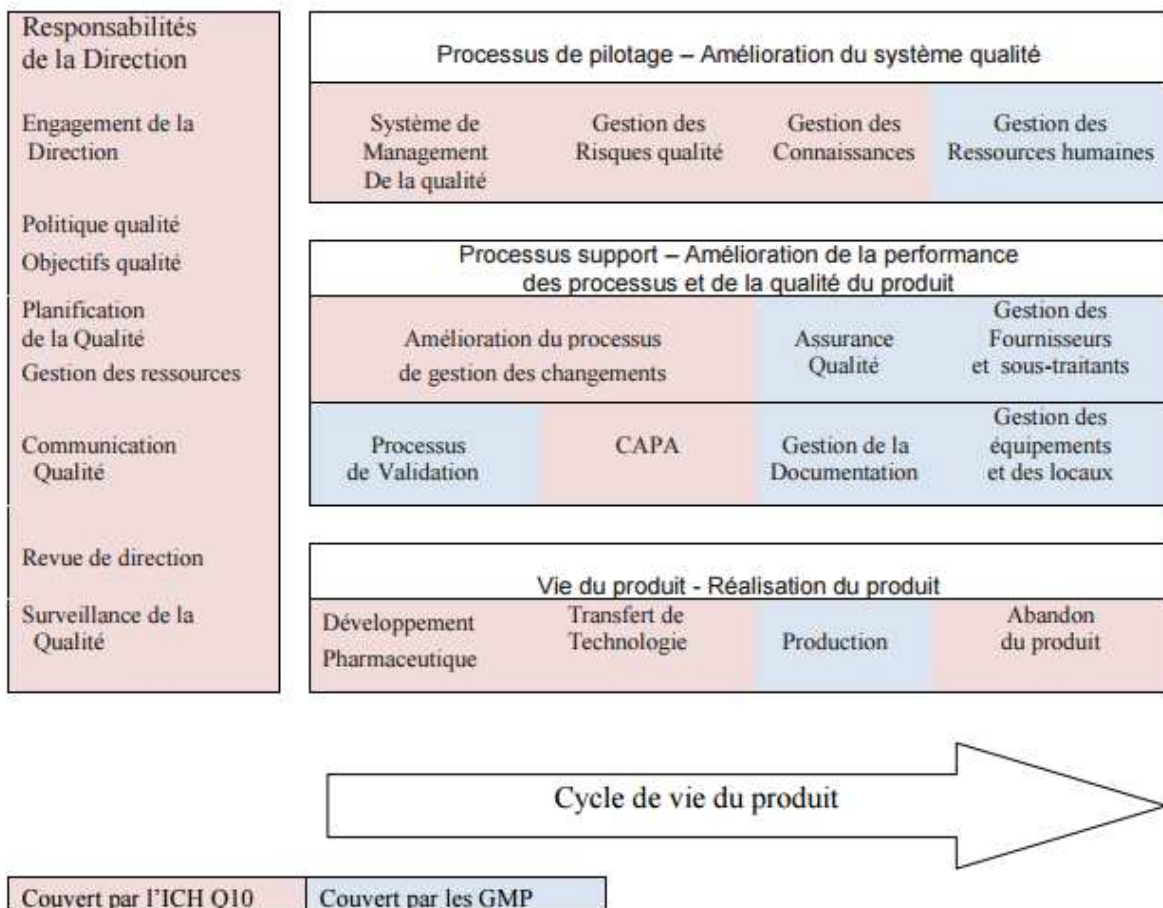 Responsabilités
de la Direction
Engagement de la
Direction
Politique qualité
Objectifs qualité
Planification
de la Qualité
Gestion des ressources
Communication
Qualité
Revue de direction
Surveillance de la
Qualité
Processus de pilotage – Amélioration du système qualité
Système de
Management
De la qualité
Gestion des
Risques qualité
Gestion des
Connaissances
Gestion des
Ressources humaines
Processus support – Amélioration de la performance
des processus et de la qualité du produit
Amélioration du processus
de gestion des changements
Assurance
Qualité
Gestion des
Fournisseurs
et sous-traitants
Processus
de Validation
CAPA
Gestion de la
Documentation
Gestion des
équipements
et des locaux
Vie du produit - Réalisation du produit
Développement
Pharmaceutique
Transfert de
Technologie
Production
Abandon
du produit
Cycle de vie du produit
Couvert par l'ICH Q10
Couvert par les GMP